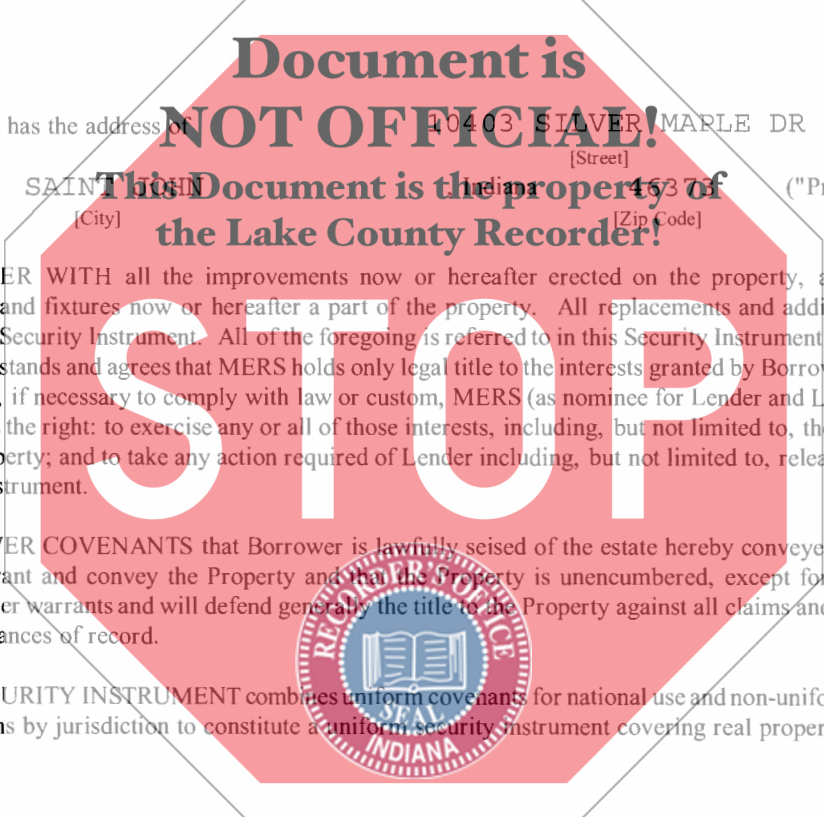 Document is
NOT OFFICIAL!
has the address of 10403 SILVER MAPLE DR
[Street]
This Document is the property of
SAINT JOHN , Indiana 46373 ("Pr
[City] [Zip Code]
the Lake County Recorder!
ER WITH all the improvements now or hereafter erected on the property, a
and fixtures now or hereafter a part of the property. All replacements and addi
Security Instrument. All of the foregoing is referred to in this Security Instrument
stands and agrees that MERS holds only legal title to the interests granted by Borrow
, if necessary to comply with law or custom, MERS (as nominee for Lender and L
the right: to exercise any or all of those interests, including, but not limited to, the
erty; and to take any action required of Lender including, but not limited to, relea
strument.
STOP
ER COVENANTS that Borrower is lawfully seised of the estate hereby conveye
ant and convey the Property and that the Property is unencumbered, except for
er warrants and will defend generally the title to the Property against all claims and
ances of record.
URITY INSTRUMENT combines uniform covenants for national use and non-unifo
ns by jurisdiction to constitute a uniform security instrument covering real proper
RECORDER'S OFFICE
SEAL
INDIANA